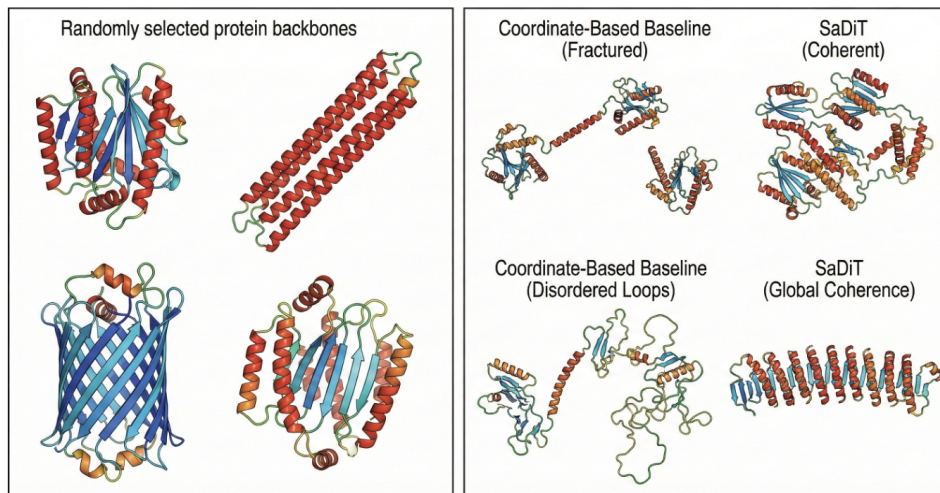 Randomly selected protein backbones
Coordinate-Based Baseline
(Fractured)
SaDiT
(Coherent)
Coordinate-Based Baseline
(Disordered Loops)
SaDiT
(Global Coherence)